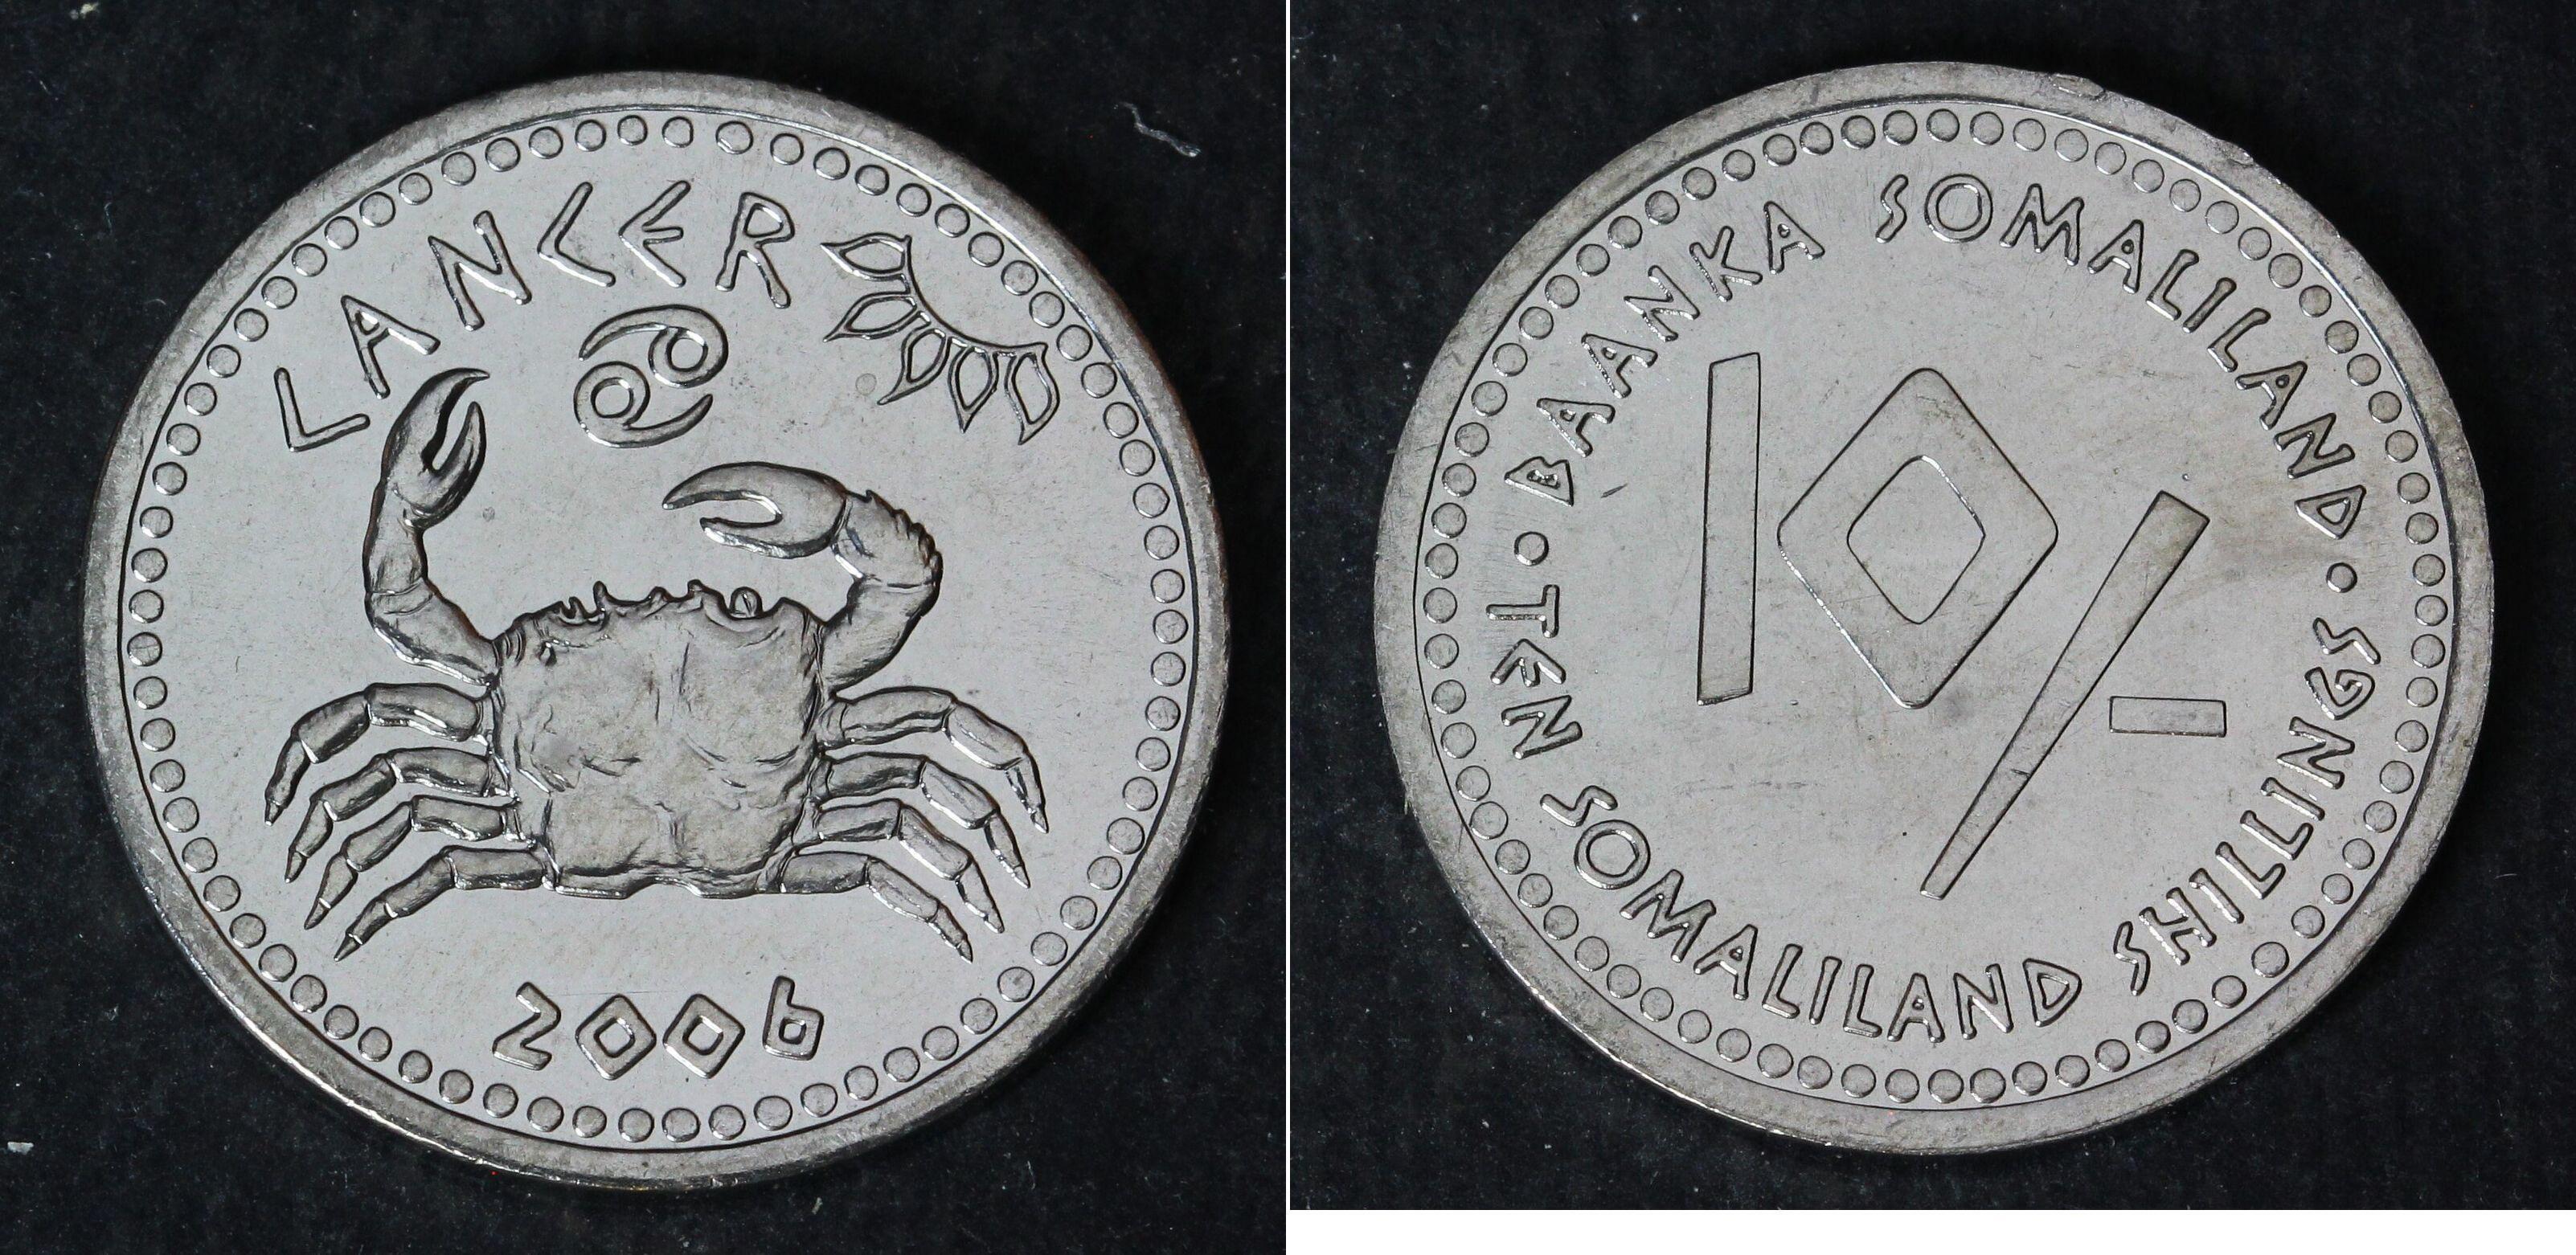 CANCER
2006
BAANKA SOMALILAND
10/-
TEN SOMALILAND SHILLINGS